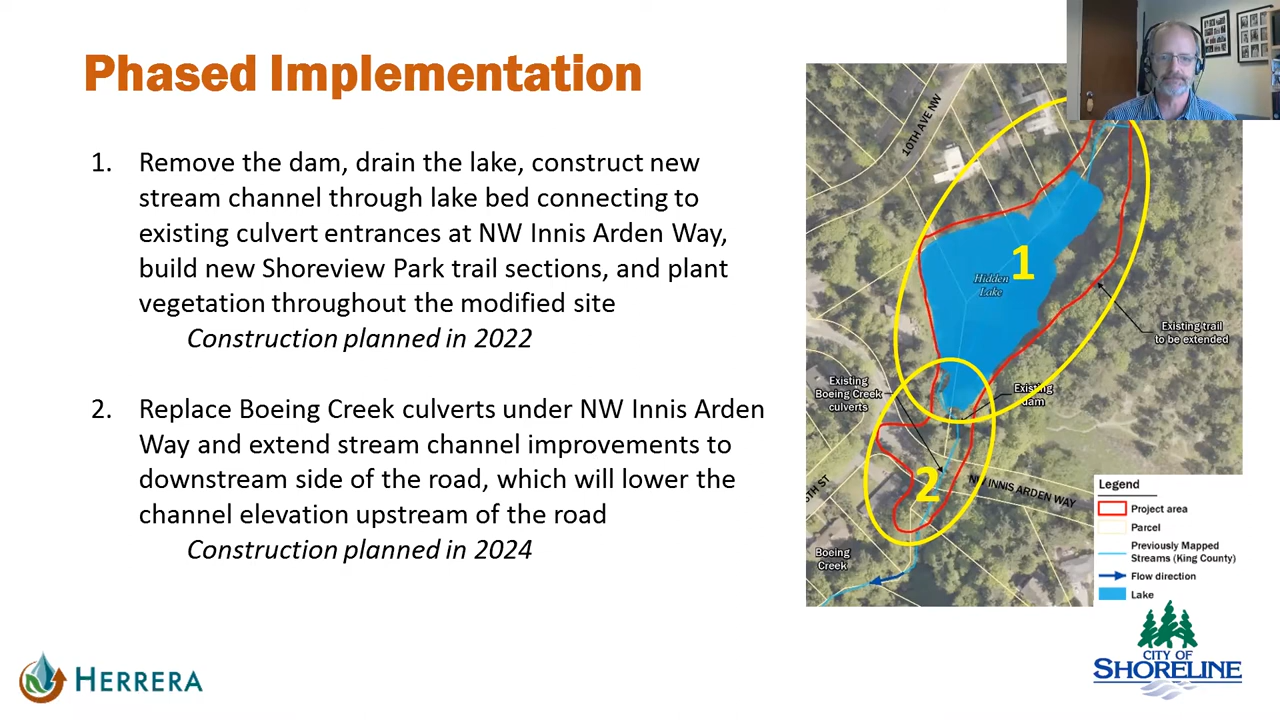 Phased Implementation
1. Remove the dam, drain the lake, construct new
stream channel through lake bed connecting to
existing culvert entrances at NW Innis Arden Way,
build new Shoreview Park trail sections, and plant
vegetation throughout the modified site
Construction planned in 2022
2. Replace Boeing Creek culverts under NW Innis Arden
Way and extend stream channel improvements to
downstream side of the road, which will lower the
channel elevation upstream of the road
Construction planned in 2024
10TH AVE NW
1
Hidden
Lake
Existing trail
to be extended
Existing
Boeing Creek
culverts
Existing
dam
2
NW INNIS ARDEN WAY
5TH ST
Boeing
Creek
Legend
Project area
Parcel
Previously Mapped
Streams (King County)
Flow direction
Lake
HERRERA
CITY OF
SHORELINE